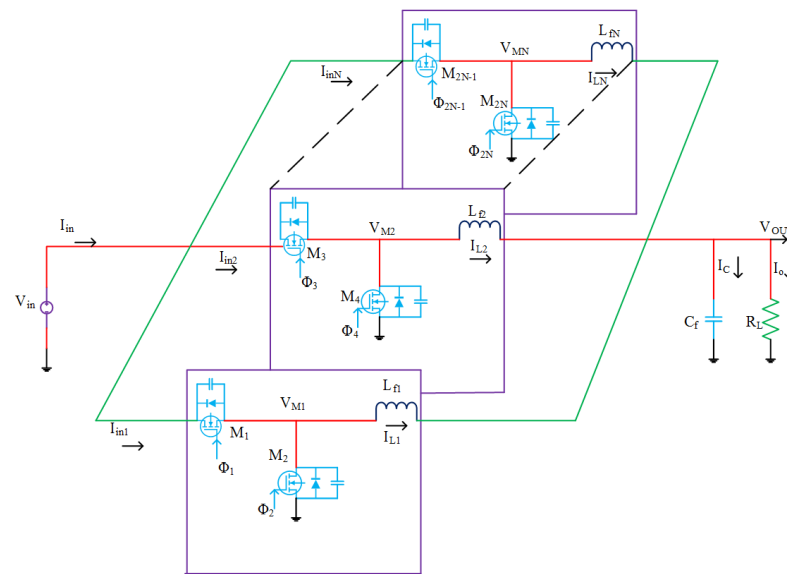 L_fN
V_MN
I_inN
M_2N-1
I_LN
Φ_2N-1
M_2N
Φ_2N
L_f2
V_M2
I_in
V_OU
M_3
I_in2
I_L2
I_C
I_o
Φ_3
M_4
V_in
Φ_4
C_f
R_L
L_f1
V_M1
I_in1
M_1
I_L1
M_2
Φ_1
Φ_2